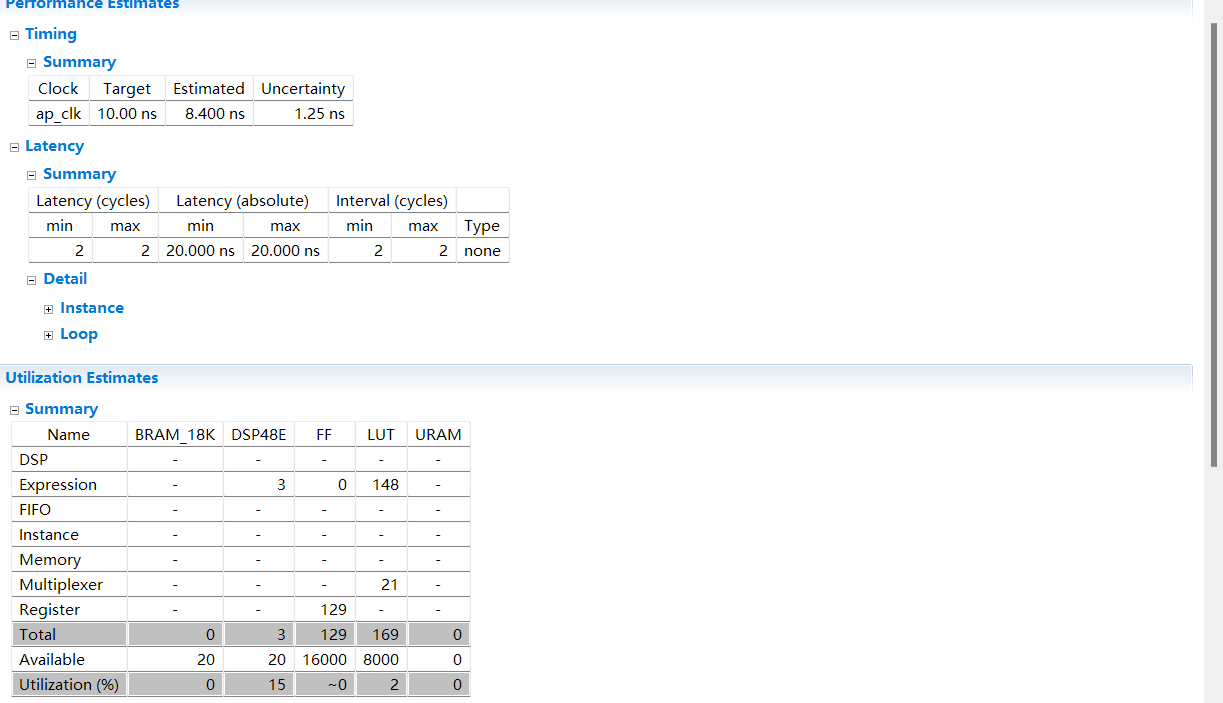 Performance Estimates
Timing
Summary
Clock Target Estimated Uncertainty
ap_clk 10.00 ns 8.400 ns 1.25 ns
Latency
Summary
Latency (cycles) Latency (absolute) Interval (cycles)
min max min max min max Type
2 2 20.000 ns 20.000 ns 2 2 none
Detail
Instance
Loop
Utilization Estimates
Summary
Name BRAM_18K DSP48E FF LUT URAM
DSP - - - - -
Expression - 3 0 148 -
FIFO - - - - -
Instance - - - - -
Memory - - - - -
Multiplexer - - - 21 -
Register - - 129 - -
Total 0 3 129 169 0
Available 20 20 16000 8000 0
Utilization (%) 0 15 ~0 2 0